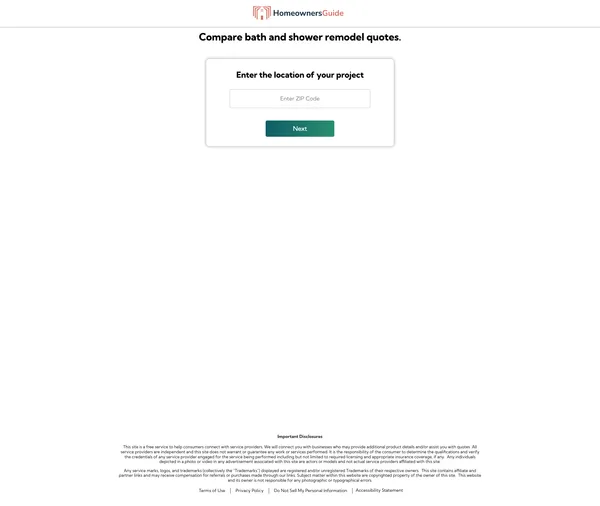 HomeownersGuide
Compare bath and shower remodel quotes.
Enter the location of your project
Enter ZIP Code
Next
Important Disclosures
This site is a free service to help consumers connect with service providers. We will connect you with businesses who may provide additional product details and/or assist you with quotes. All
service providers are independent and this site does not warrant or guarantee any work or services performed. It is the responsibility of the consumer to determine the qualifications and verify
the credentials of any service provider engaged for the service being performed including but not limited to required licensing and appropriate insurance coverage, if any. Any individuals
depicted in a photo or video in any advertisement associated with this site are actors or models and not actual service providers affiliated with this site.
Any service marks, logos, and trademarks (collectively the "Trademarks") displayed are registered and/or unregistered Trademarks of their respective owners. This site contains affiliate and
partner links and may receive compensation for referrals or purchases made through our links. Subject matter within this website are copyrighted property of the owner of this site. This website
and its owner is not responsible for any photographic or typographical errors.
Terms of Use | Privacy Policy | Do Not Sell My Personal Information | Accessibility Statement